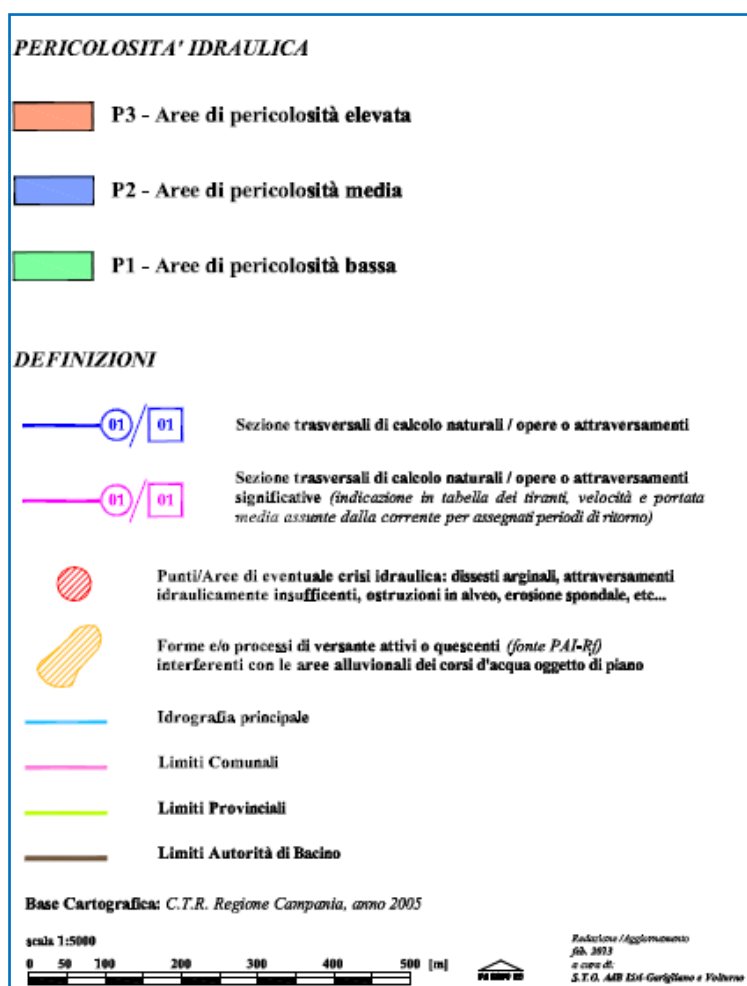 PERICOLOSITA' IDRAULICA
P3 - Aree di pericolosità elevata
P2 - Aree di pericolosità media
P1 - Aree di pericolosità bassa
DEFINIZIONI
01 / 01 Sezione trasversali di calcolo naturali / opere o attraversamenti
01 / 01 Sezione trasversali di calcolo naturali / opere o attraversamenti
significative (indicazione in tabella dei tiranti, velocità e portata
media assunte dalla corrente per assegnati periodi di ritorno)
Punti/Aree di eventuale crisi idraulica: dissesti arginali, attraversamenti
idraulicamente insufficenti, ostruzioni in alveo, erosione spondale, etc...
Forme e/o processi di versante attivi o quescenti (fonte PAI-Rf)
interferenti con le aree alluvionali dei corsi d'acqua oggetto di piano
Idrografia principale
Limiti Comunali
Limiti Provinciali
Limiti Autorità di Bacino
Base Cartografica: C.T.R. Regione Campania, anno 2005
scala 1:5000
0 50 100 200 300 400 500 [m]
Redazione /Aggiornamento
feb. 2013
a cura di:
S.T.O. AdB LGV-Garigliano e Volturno